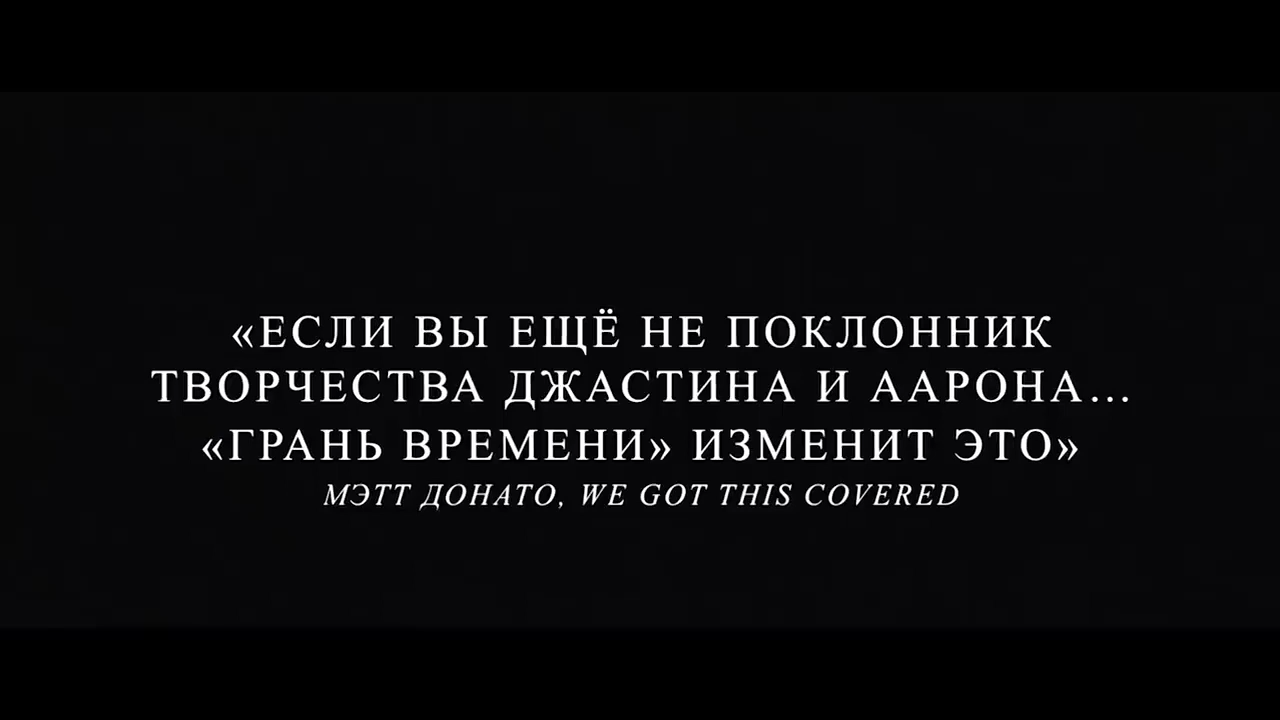 «ЕСЛИ ВЫ ЕЩЁ НЕ ПОКЛОННИК
ТВОРЧЕСТВА ДЖАСТИНА И ААРОНА...
«ГРАНЬ ВРЕМЕНИ» ИЗМЕНИТ ЭТО»
МЭТТ ДОНАТО, WE GOT THIS COVERED